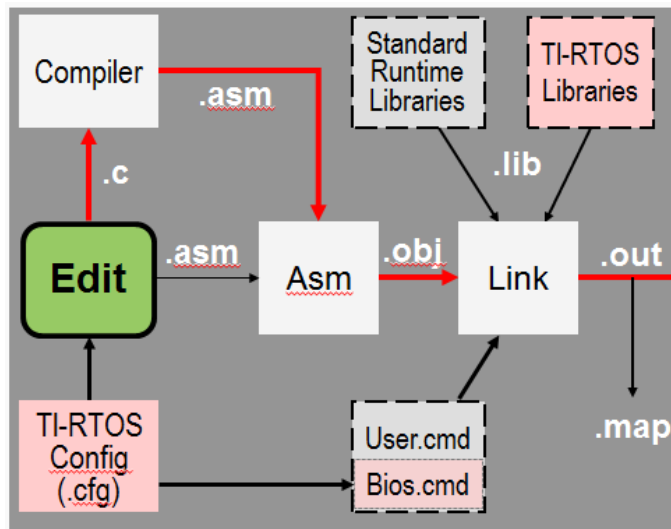 Compiler
.asm
Standard
Runtime
Libraries
TI-RTOS
Libraries
.c
.lib
Edit
.asm
Asm
.obj
Link
.out
TI-RTOS
Config
(.cfg)
User.cmd
Bios.cmd
.map